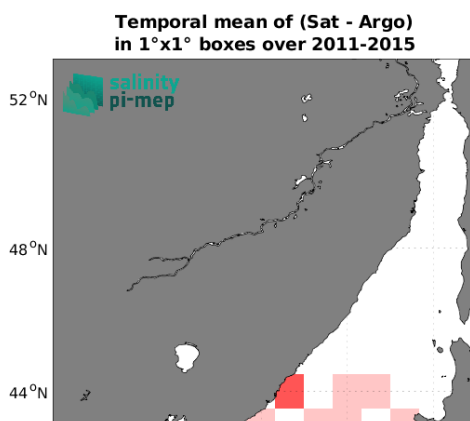 Temporal mean of (Sat - Argo)
in 1°x1° boxes over 2011-2015
salinity
pi-mep
52°N
48°N
44°N